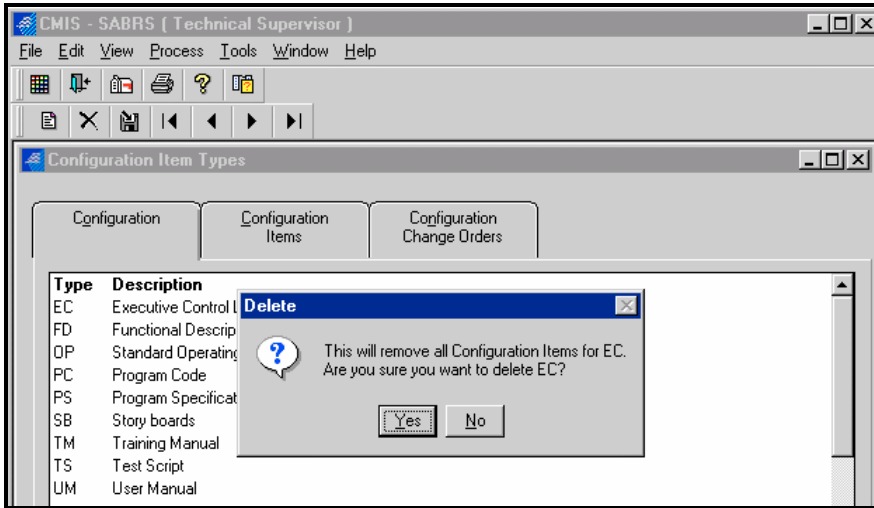 CMIS - SABRS ( Technical Supervisor )
File Edit View Process Tools Window Help
Configuration Item Types
Configuration
Configuration Items
Configuration Change Orders
Type Description
EC Executive Control
FD Functional
OP Standard Operating
PC Program Code
PS Program
SB Story boards
TM Training Manual
TS Test Script
UM User Manual
Delete
This will remove all Configuration Items for EC.
Are you sure you want to delete EC?
Yes No